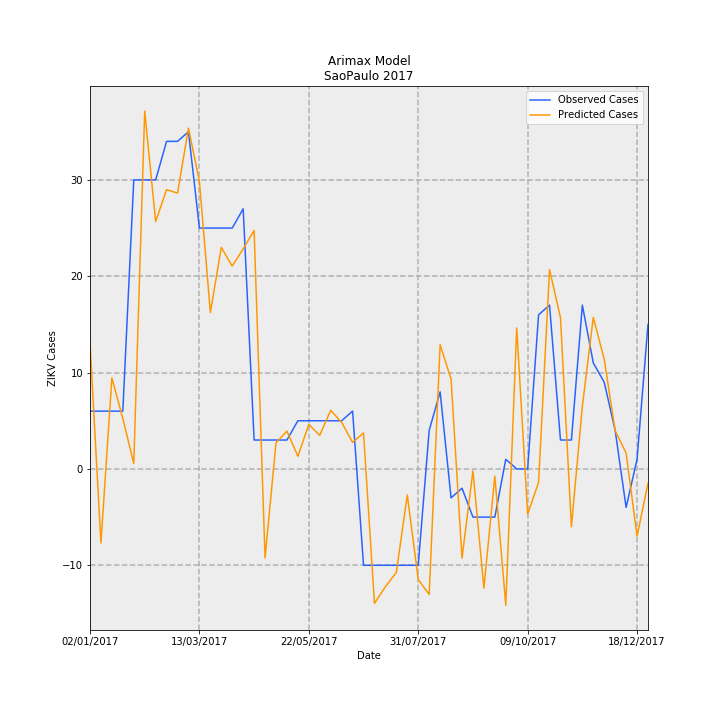 Arimax Model
SaoPaulo 2017
Observed Cases
Predicted Cases
ZIKV Cases
30
20
10
0
−10
02/01/2017
13/03/2017
22/05/2017
31/07/2017
09/10/2017
18/12/2017
Date